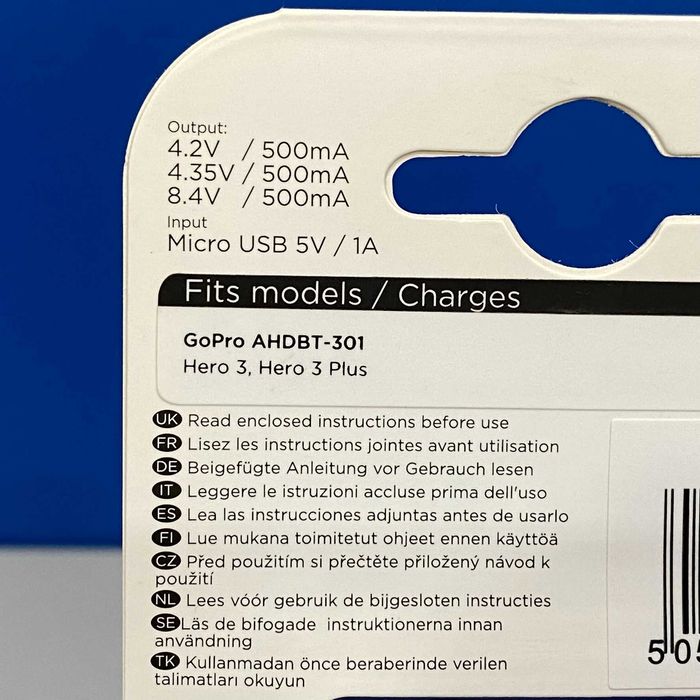 Output:
4.2V / 500mA
4.35V / 500mA
8.4V / 500mA
Input
Micro USB 5V / 1A
Fits models / Charges
GoPro AHDBT-301
Hero 3, Hero 3 Plus
UK Read enclosed instructions before use
FR Lisez les instructions jointes avant utilisation
DE Beigefügte Anleitung vor Gebrauch lesen
IT Leggere le istruzioni accluse prima dell'uso
ES Lea las instrucciones adjuntas antes de usarlo
FI Lue mukana toimitetut ohjeet ennen käyttöä
CZ Před použitím si přečtěte přiložený návod k
použití
NL Lees vóór gebruik de bijgesloten instructies
SE Läs de bifogade instruktionerna innan
användning
TK Kullanmadan önce beraberinde verilen
talimatları okuyun
505